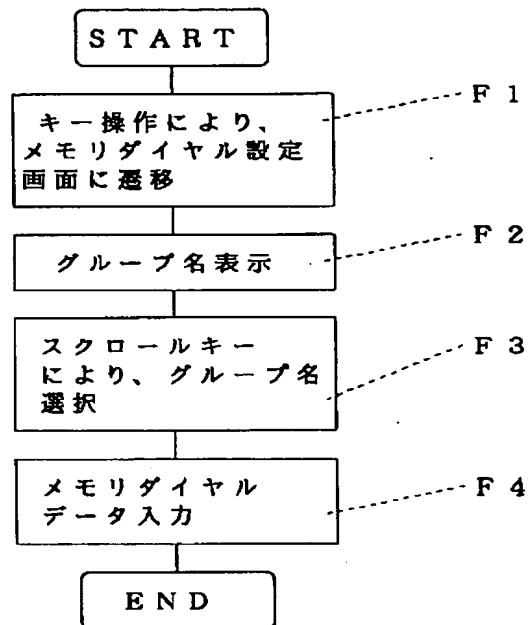 START
キー操作により、
F 1
メモリダイヤル設定
画面に遷移
グループ名表示
F 2
スクロールキー
により、グループ名
F 3
選択
メモリダイヤル
データ入力
F 4
END